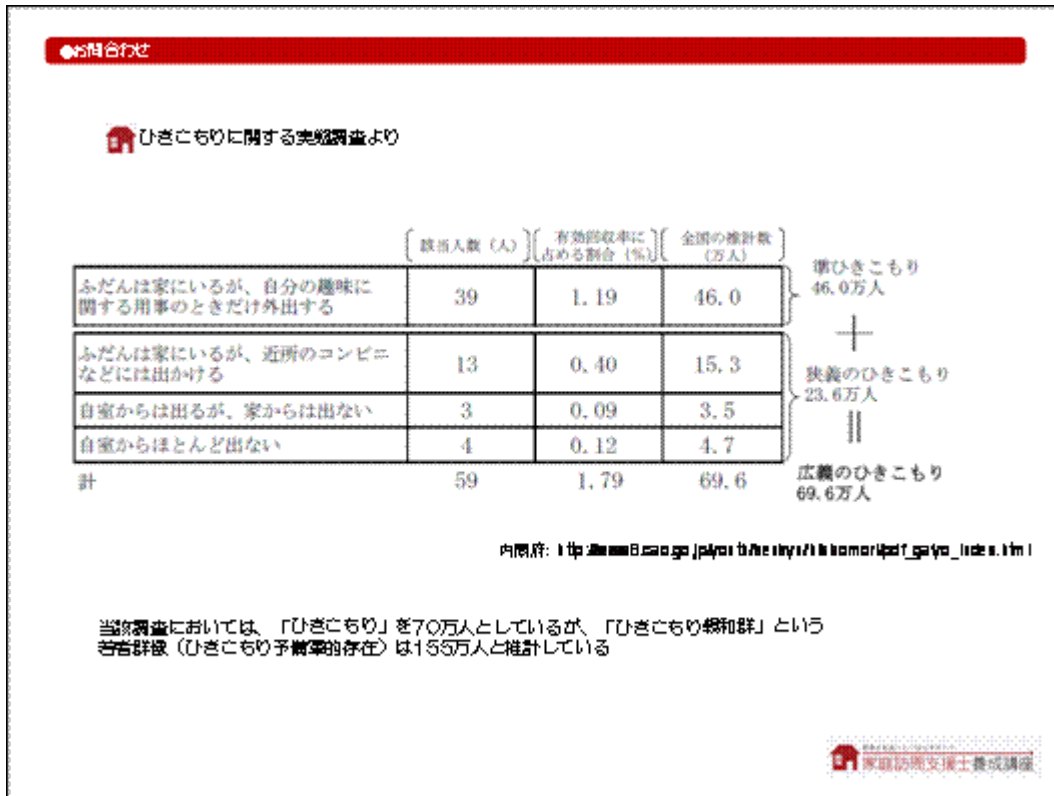 ●お問合わせ
ひきこもりに関する実態調査より
該当人数（人） 有効回収率に占める割合（%） 全国の推計数（万人）
ふだんは家にいるが、自分の趣味に
関する用事のときだけ外出する 39 1.19 46.0
準ひきこもり
46.0万人
＋
ふだんは家にいるが、近所のコンビニ
などには出かける 13 0.40 15.3
自室からは出るが、家からは出ない 3 0.09 3.5
自室からほとんど出ない 4 0.12 4.7
狭義のひきこもり
23.6万人
計 59 1.79 69.6
広義のひきこもり
69.6万人
内閣府:
当該調査においては、「ひきこもり」を70万人としているが、「ひきこもり親和群」という
若者群像（ひきこもり予備軍的存在）は155万人と推計している
家庭訪問支援士養成講座